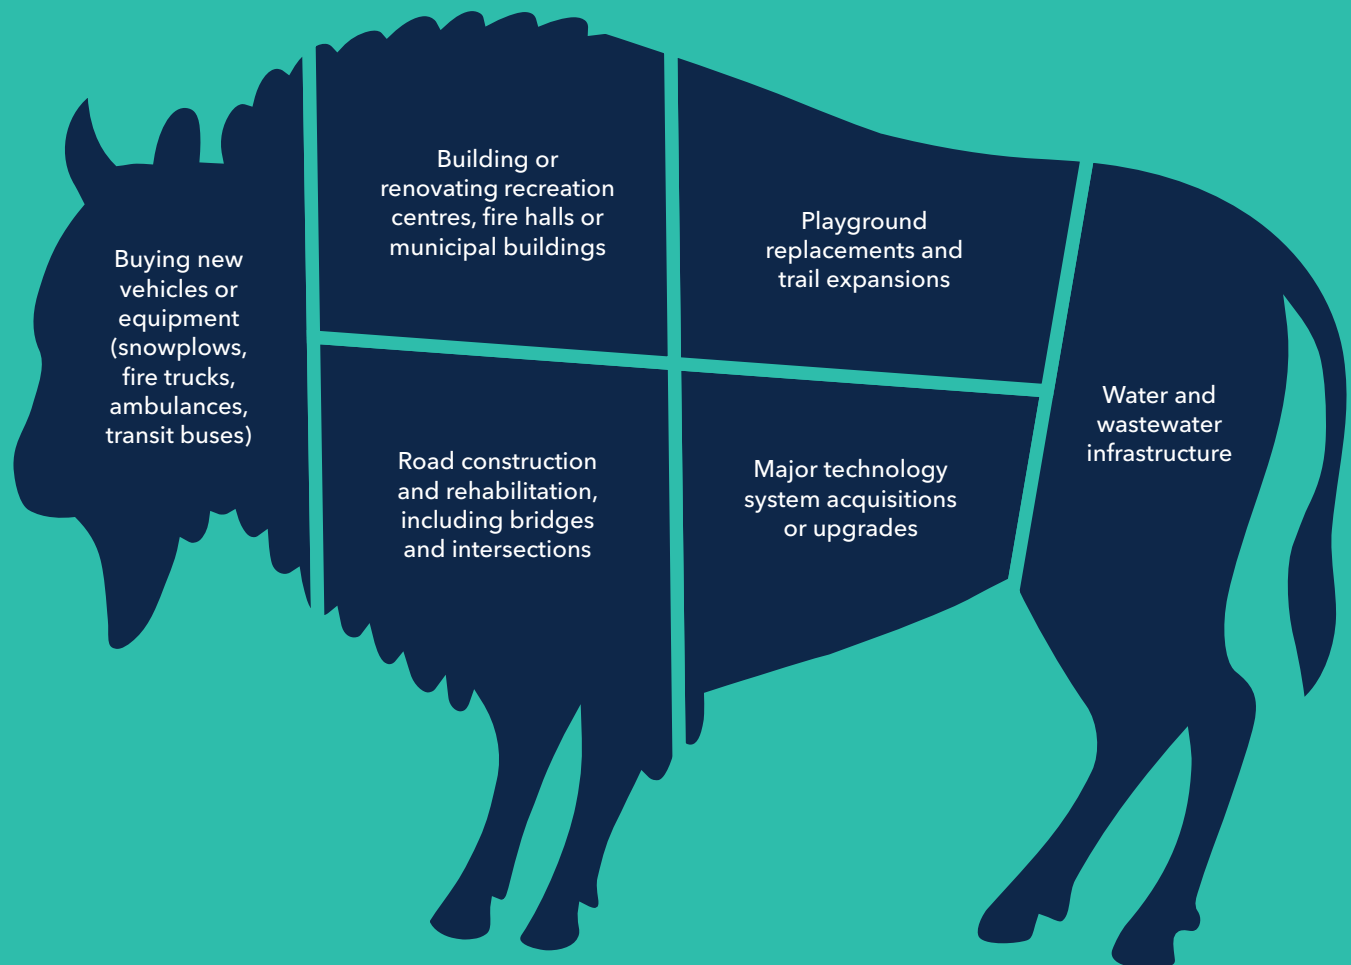 Buying new
vehicles or
equipment
(snowplows,
fire trucks,
ambulances,
transit buses)
Building or
renovating recreation
centres, fire halls or
municipal buildings
Road construction
and rehabilitation,
including bridges
and intersections
Playground
replacements and
trail expansions
Major technology
system acquisitions
or upgrades
Water and
wastewater
infrastructure